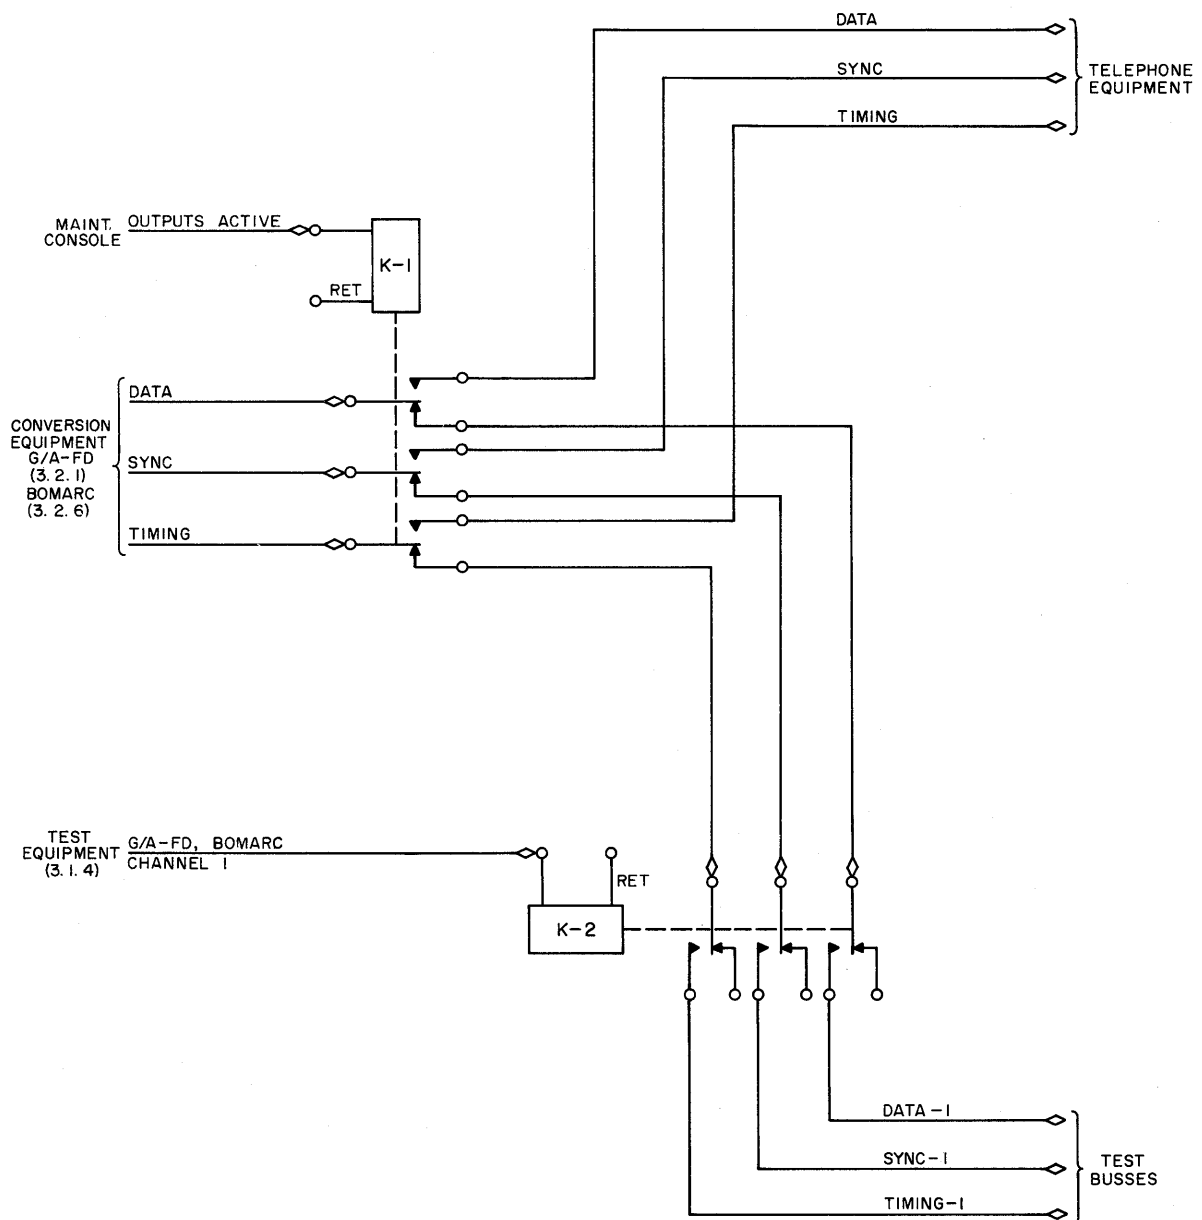 DATA
SYNC
TIMING
TELEPHONE
EQUIPMENT
MAINT.
CONSOLE
OUTPUTS ACTIVE
K-1
RET
CONVERSION
EQUIPMENT
G/A-FD
(3.2.1)
BOMARC
(3.2.6)
DATA
SYNC
TIMING
TEST
EQUIPMENT
(3.1.4)
G/A-FD, BOMARC
CHANNEL 1
RET
K-2
DATA-1
SYNC-1
TIMING-1
TEST
BUSSES